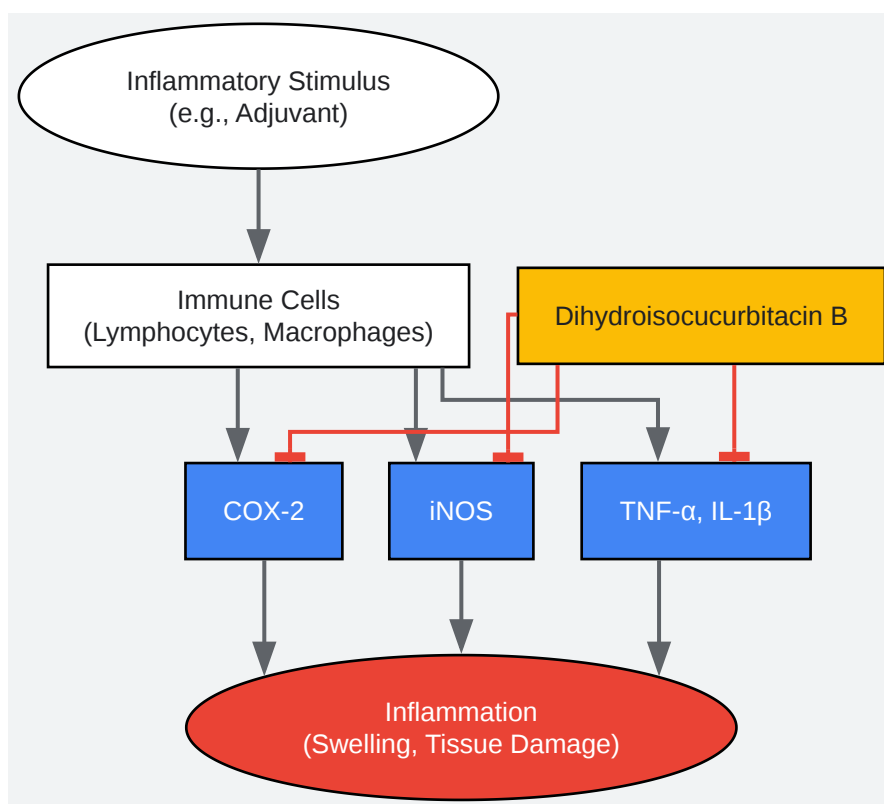 Inflammatory Stimulus
(e.g., Adjuvant)
Immune Cells
(Lymphocytes, Macrophages)
Dihydroisocucurbitacin B
COX-2
iNOS
TNF-α, IL-1β
Inflammation
(Swelling, Tissue Damage)